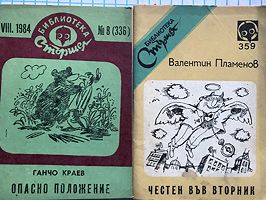 VIII. 1984
БИБЛИОТЕКА
Стършел
№ 8 (336)
ГАНЧО КРАЕВ
ОПАСНО ПОЛОЖЕНИЕ
БИБЛИОТЕКА
Стършел
359
Валентин Пламенов
ЧЕСТЕН ВЪВ ВТОРНИК